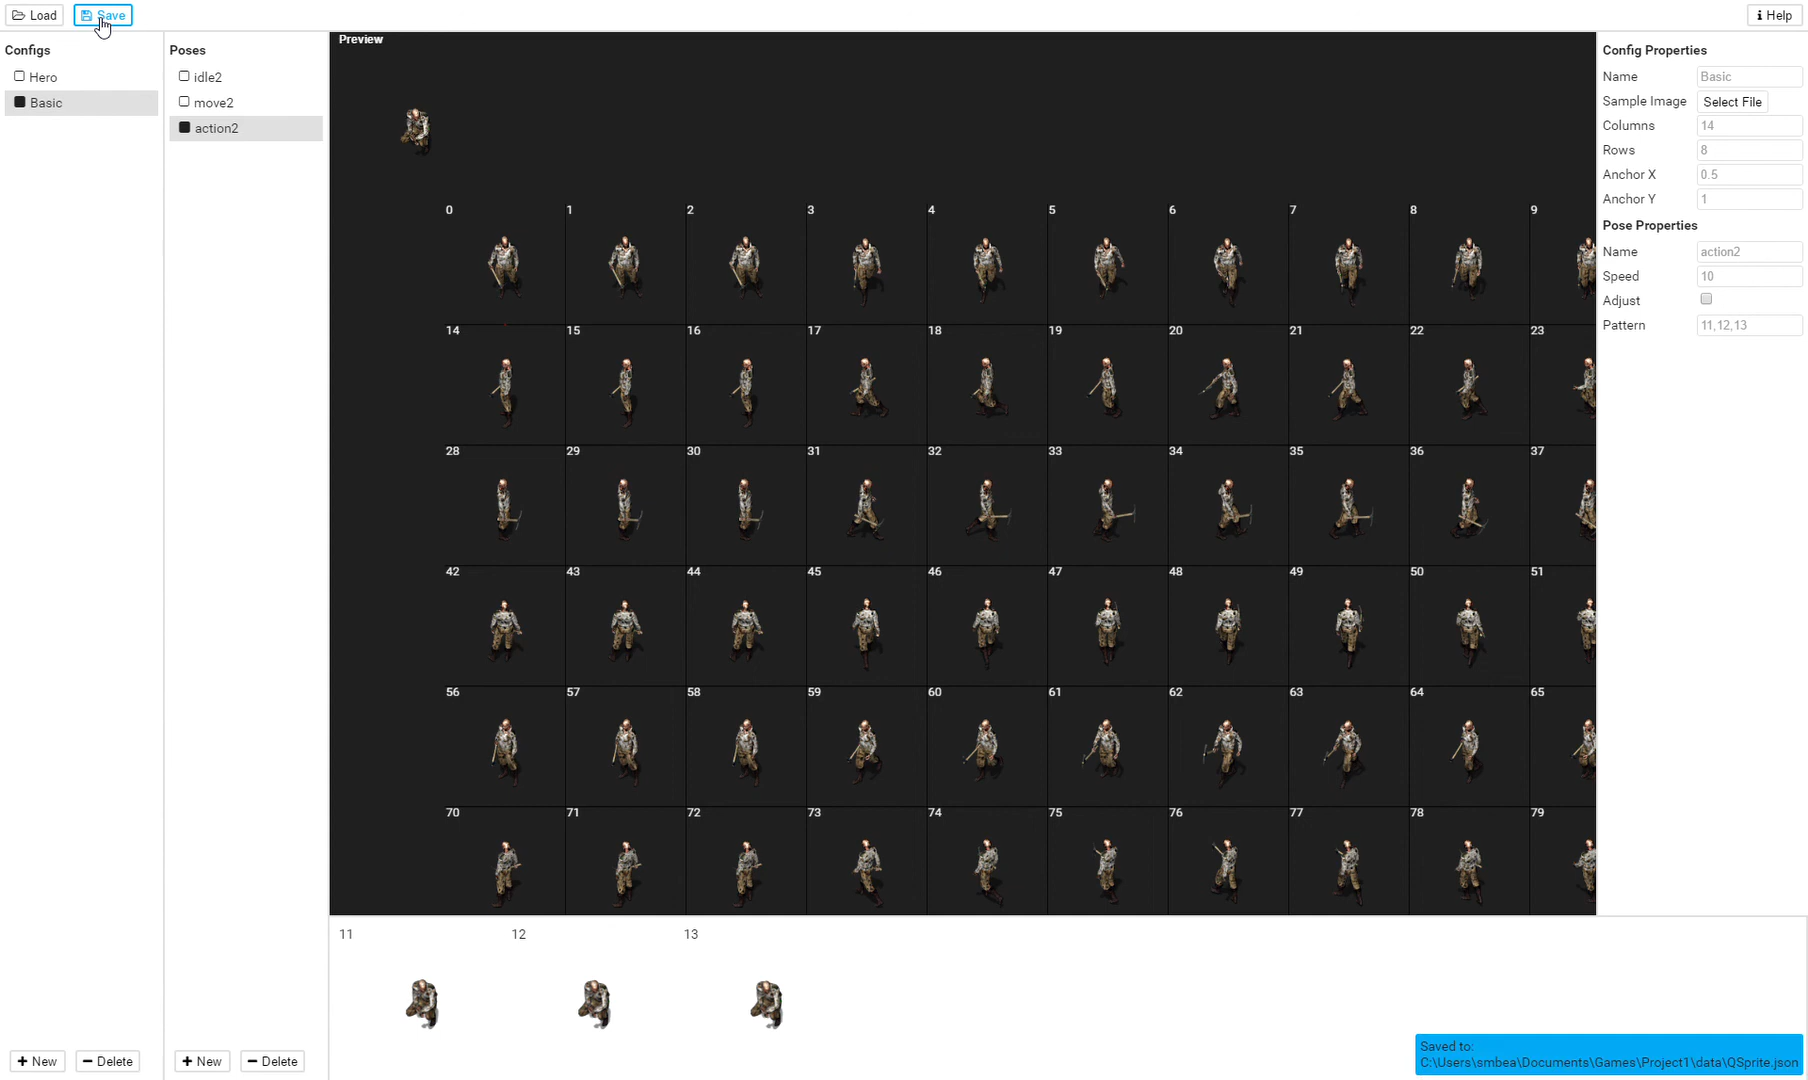 Load
Save
Help
Configs
Hero
Basic
New
Delete
Poses
idle2
move2
action2
New
Delete
Preview
0 1 2 3 4 5 6 7 8 9
14 15 16 17 18 19 20 21 22 23
28 29 30 31 32 33 34 35 36 37
42 43 44 45 46 47 48 49 50 51
56 57 58 59 60 61 62 63 64 65
70 71 72 73 74 75 76 77 78 79
11 12 13
Config Properties
Name Basic
Sample Image Select File
Columns 14
Rows 8
Anchor X 0.5
Anchor Y 1
Pose Properties
Name action2
Speed 10
Adjust
Pattern 11,12,13
Saved to:
C:\Users\smbea\Documents\Games\Project1\data\QSprite.json